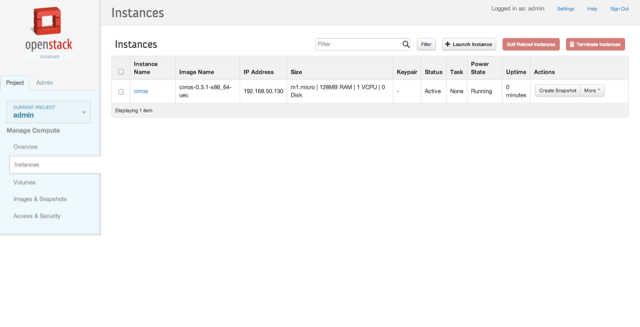 Instances
Logged in as: admin Settings Help Sign Out
openstack
DASHBOARD
Project Admin
CURRENT PROJECT
admin
Manage Compute
Overview
Instances
Volumes
Images & Snapshots
Access & Security
Instances
Filter Filter + Launch Instance Soft Reboot Instances Terminate Instances
Instance Name Image Name IP Address Size Keypair Status Task Power State Uptime Actions
cirros cirros-0.3.1-x86_64-uec 192.168.50.130 m1.micro | 128MB RAM | 1 VCPU | 0 Disk - Active None Running 0 minutes Create Snapshot More
Displaying 1 item